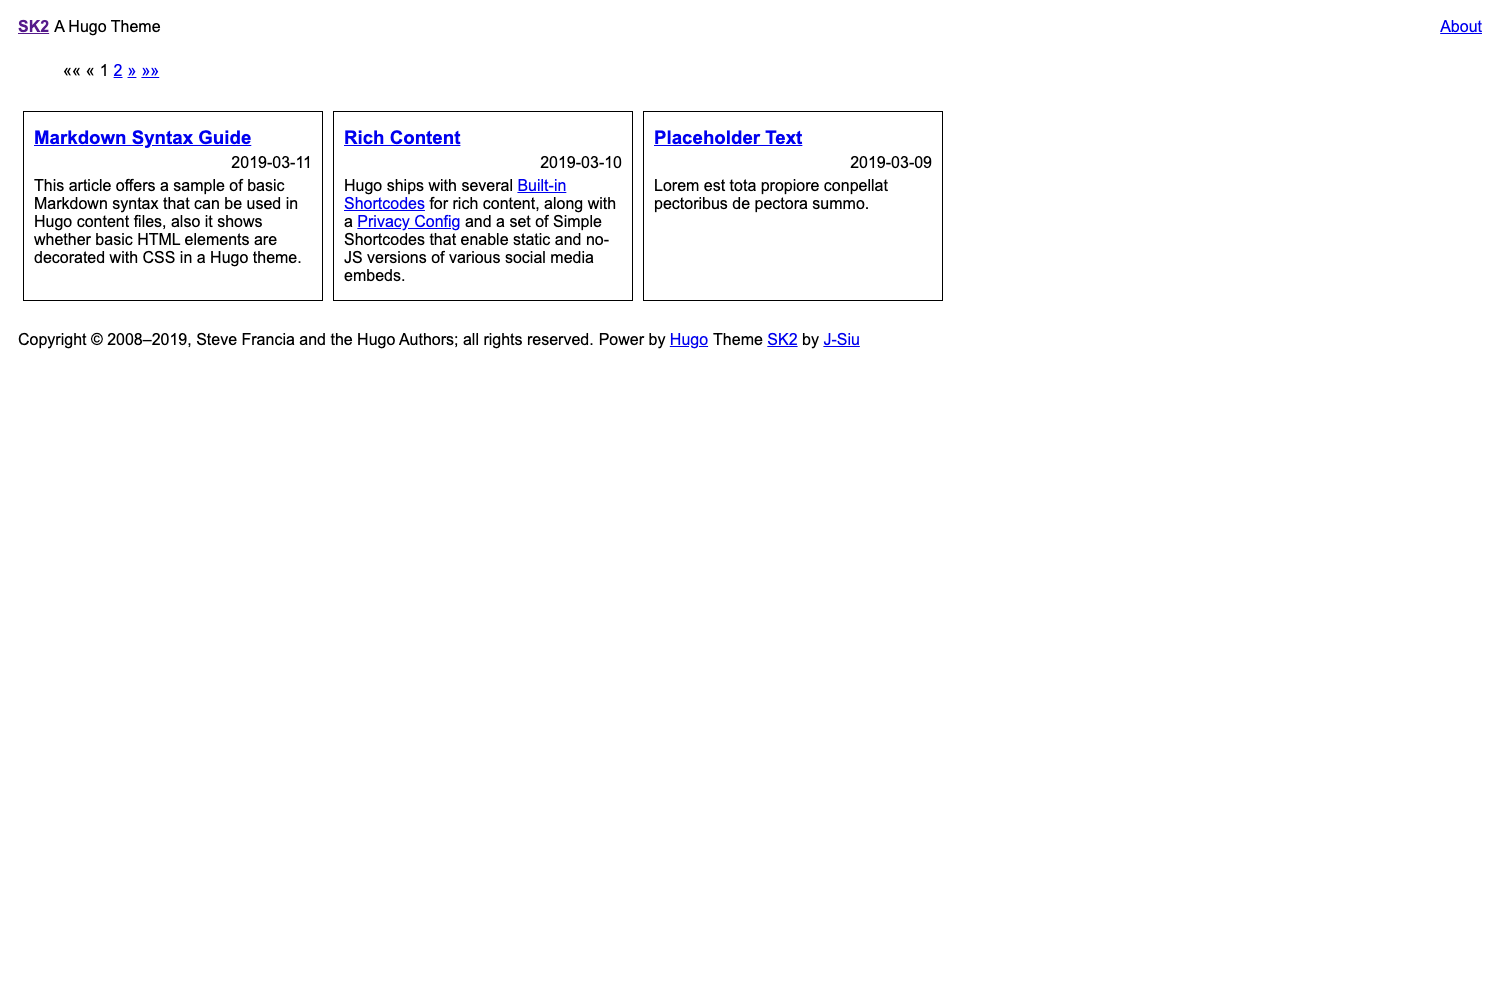 SK2 A Hugo Theme
About
«« « 1 2 » »»
Markdown Syntax Guide
2019-03-11
This article offers a sample of basic
Markdown syntax that can be used in
Hugo content files, also it shows
whether basic HTML elements are
decorated with CSS in a Hugo theme.
Rich Content
2019-03-10
Hugo ships with several Built-in
Shortcodes for rich content, along with
a Privacy Config and a set of Simple
Shortcodes that enable static and no-
JS versions of various social media
embeds.
Placeholder Text
2019-03-09
Lorem est tota propiore conpellat
pectoribus de pectora summo.
Copyright © 2008–2019, Steve Francia and the Hugo Authors; all rights reserved. Power by Hugo Theme SK2 by J-Siu